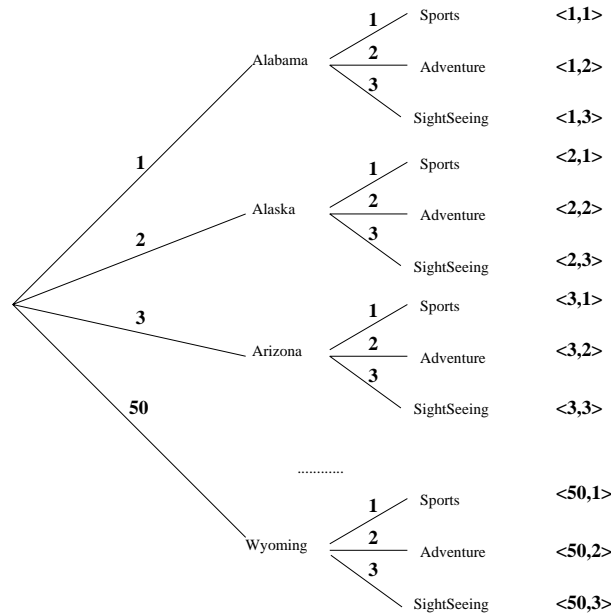 1 Sports <1,1>
Alabama 2 Adventure <1,2>
3 SightSeeing <1,3>
1
1 Sports <2,1>
Alaska 2 Adventure <2,2>
2
3 SightSeeing <2,3>
1 Sports <3,1>
3
Arizona 2 Adventure <3,2>
3 SightSeeing <3,3>
50
............
1 Sports <50,1>
Wyoming 2 Adventure <50,2>
3 SightSeeing <50,3>